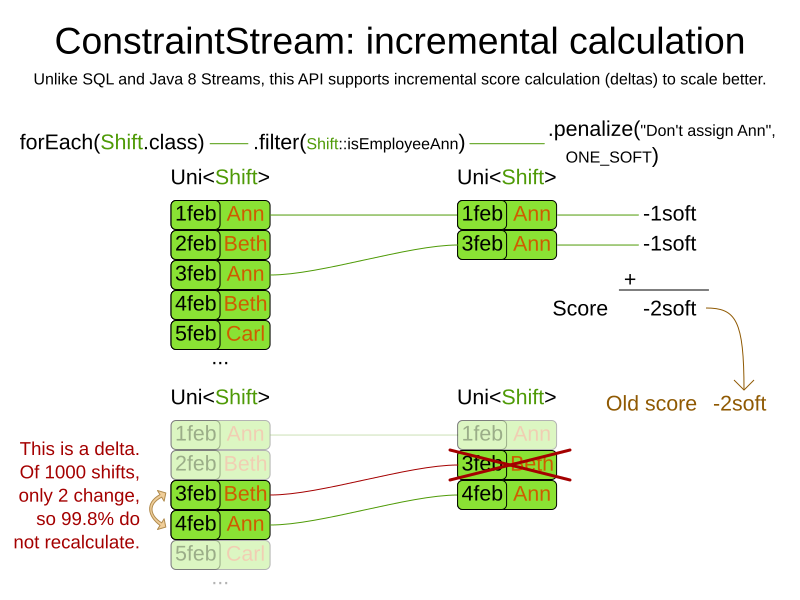 ConstraintStream: incremental calculation
Unlike SQL and Java 8 Streams, this API supports incremental score calculation (deltas) to scale better.
forEach(Shift.class) .filter(Shift::isEmployeeAnn) .penalize("Don't assign Ann",
ONE_SOFT)
Uni<Shift> Uni<Shift>
1feb Ann 1feb Ann -1soft
2feb Beth 3feb Ann -1soft
3feb Ann
+
4feb Beth Score -2soft
5feb Carl
...
Uni<Shift> Uni<Shift> Old score -2soft
1feb Ann 1feb Ann
This is a delta.
2feb Beth 3feb Beth
Of 1000 shifts,
only 2 change,
3feb Beth 4feb Ann
so 99.8% do
4feb Ann
not recalculate.
5feb Carl
...